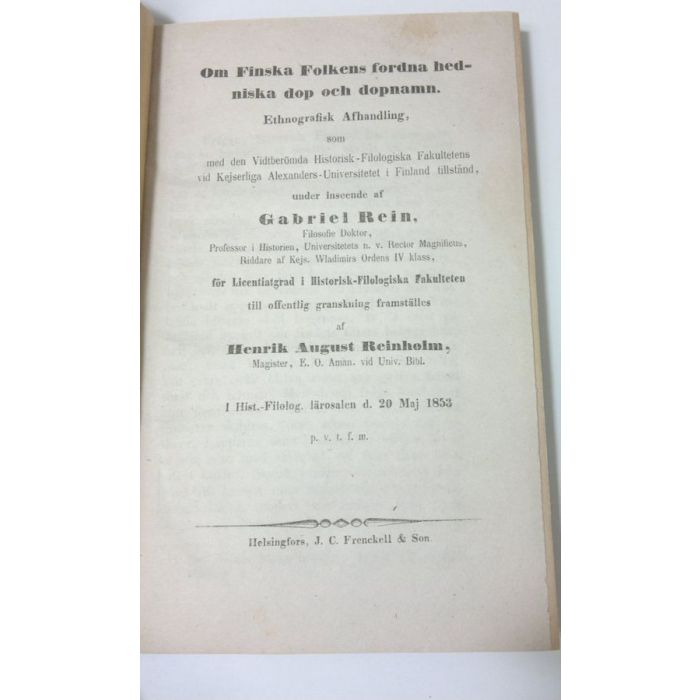 Om Finska Folkens fordna hed-
niska dop och dopnamn.
Ethnografisk Afhandling,
som
med den Vidtberömda Historisk-Filologiska Fakultetens
vid Kejserliga Alexanders-Universitetet i Finland tillstånd,
under inseende af
Gabriel Rein,
Filosofie Doktor,
Professor i Historien, Universitetets n. v. Rector Magnificus,
Riddare af Kejs. Wladimirs Ordens IV klass,
för Licentiatgrad i Historisk-Filologiska Fakulteten
till offentlig granskning framställes
af
Henrik August Reinholm,
Magister, E. O. Aman. vid Univ. Bibl.
I Hist.-Filolog. lärosalen d. 20 Maj 1853
p. v. t. f. m.
Helsingfors, J. C. Frenckell & Son.